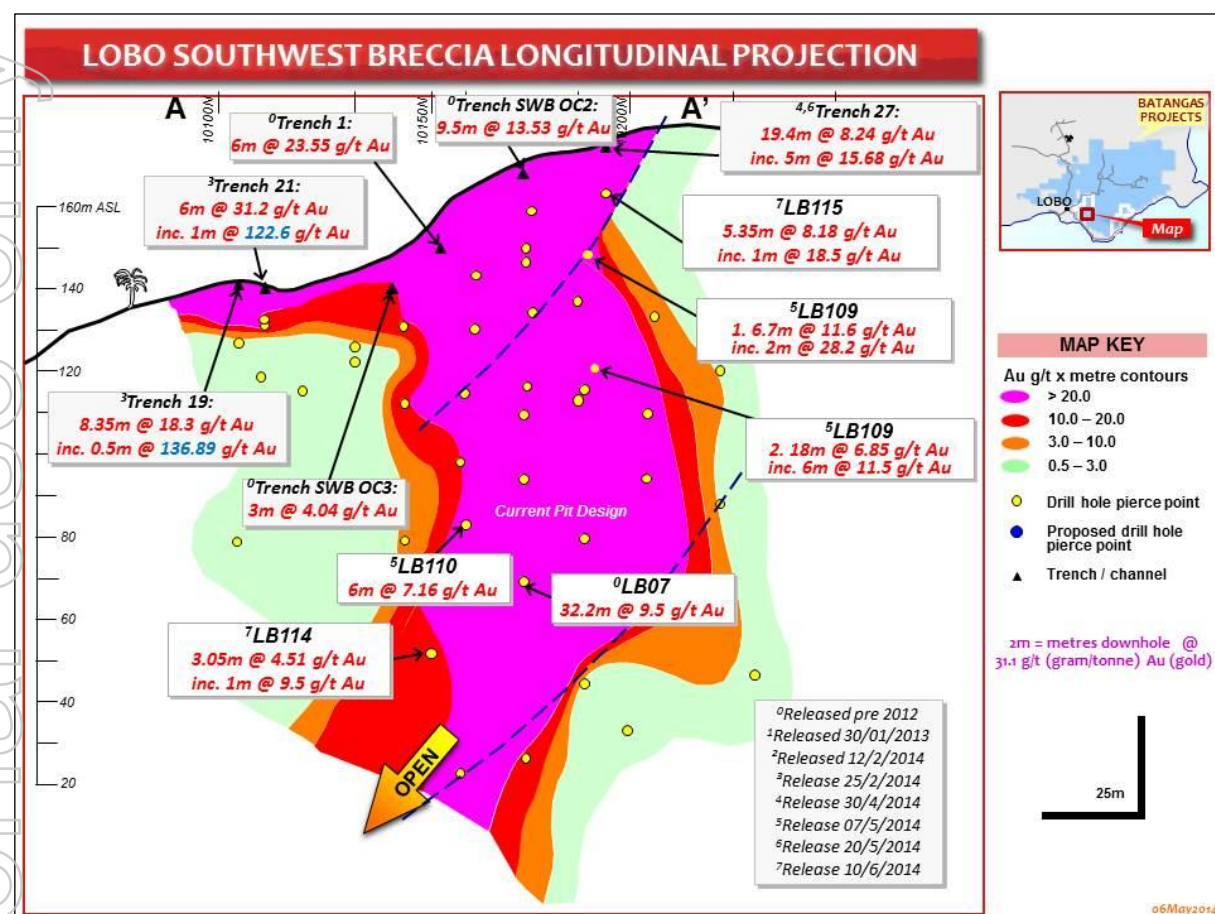 LOBO SOUTHWEST BRECCIA LONGITUDINAL PROJECTION
A
A’
10100N
10150N
⁰Trench 1:
6m @ 23.55 g/t Au
⁰Trench SWB OC2:
9.5m @ 13.53 g/t Au
⁴,⁶Trench 27:
19.4m @ 8.24 g/t Au
inc. 5m @ 15.68 g/t Au
³Trench 21:
6m @ 31.2 g/t Au
inc. 1m @ 122.6 g/t Au
⁷LB115
5.35m @ 8.18 g/t Au
inc. 1m @ 18.5 g/t Au
⁵LB109
1. 6.7m @ 11.6 g/t Au
inc. 2m @ 28.2 g/t Au
³Trench 19:
8.35m @ 18.3 g/t Au
inc. 0.5m @ 136.89 g/t Au
⁵LB109
2. 18m @ 6.85 g/t Au
inc. 6m @ 11.5 g/t Au
⁰Trench SWB OC3:
3m @ 4.04 g/t Au
Current Pit Design
⁵LB110
6m @ 7.16 g/t Au
⁰LB07
32.2m @ 9.5 g/t Au
⁷LB114
3.05m @ 4.51 g/t Au
inc. 1m @ 9.5 g/t Au
OPEN
160m ASL
140
120
80
60
40
20
⁰Released pre 2012
¹Released 30/01/2013
²Released 12/2/2014
³Release 25/2/2014
⁴Release 30/4/2014
⁵Release 07/5/2014
⁶Release 20/5/2014
⁷Release 10/6/2014
BATANGAS
PROJECTS
LOBO
Map
MAP KEY
Au g/t x metre contours
> 20.0
10.0 – 20.0
3.0 – 10.0
0.5 – 3.0
Drill hole pierce point
Proposed drill hole
pierce point
Trench / channel
2m = metres downhole @
31.1 g/t (gram/tonne) Au (gold)
25m
06May2014